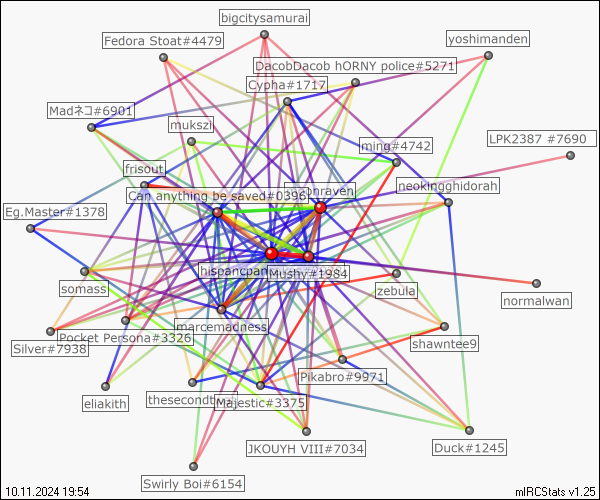 bigcitysamurai
Fedora Stoat#4479
yoshimanden
DacobDacob hORNY police#5271
Cypha#1717
Madネコ#6901
mukszi
ming#4742
LPK2387 #7690
frisout
Can anything be saved#0396
neokingghidorah
Eg.Master#1378
Mushy#1984
somass
zebula
normalwan
marcemadness
Pocket Persona#3326
shawntee9
Silver#7938
Pikabro#9971
eliakith
Majestic#3375
JKOUYH VIII#7034
Duck#1245
Swirly Boi#6154
10.11.2024 19:54
mIRCStats v1.25